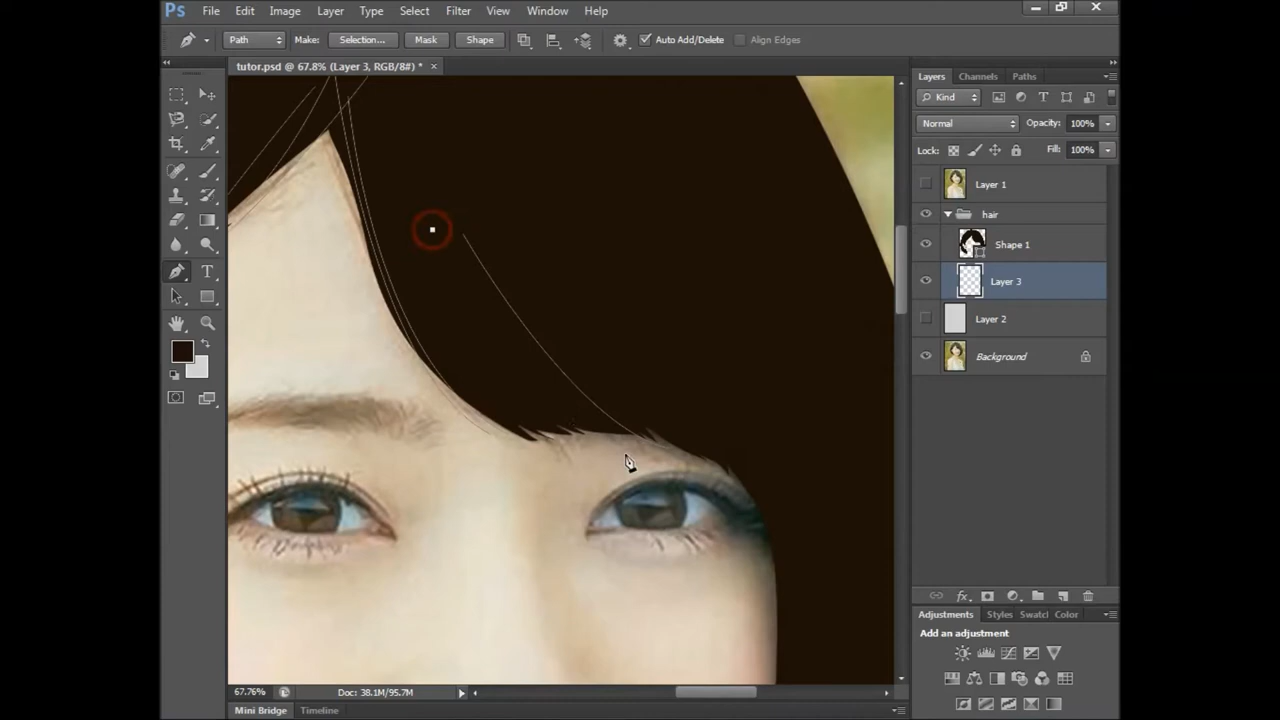 Ps File Edit Image Layer Type Select Filter View Window Help
Path Make: Selection... Mask Shape Auto Add/Delete Align Edges
tutor.psd @ 67.8% (Layer 3, RGB/8#) * ×
Layers Channels Paths
Kind T
Normal Opacity: 100%
Lock: Fill: 100%
Layer 1
hair
Shape 1
Layer 3
Layer 2
Background
fx
Adjustments Styles Swatcl Color
Add an adjustment
67.76% Doc: 38.1M/95.7M
Mini Bridge Timeline